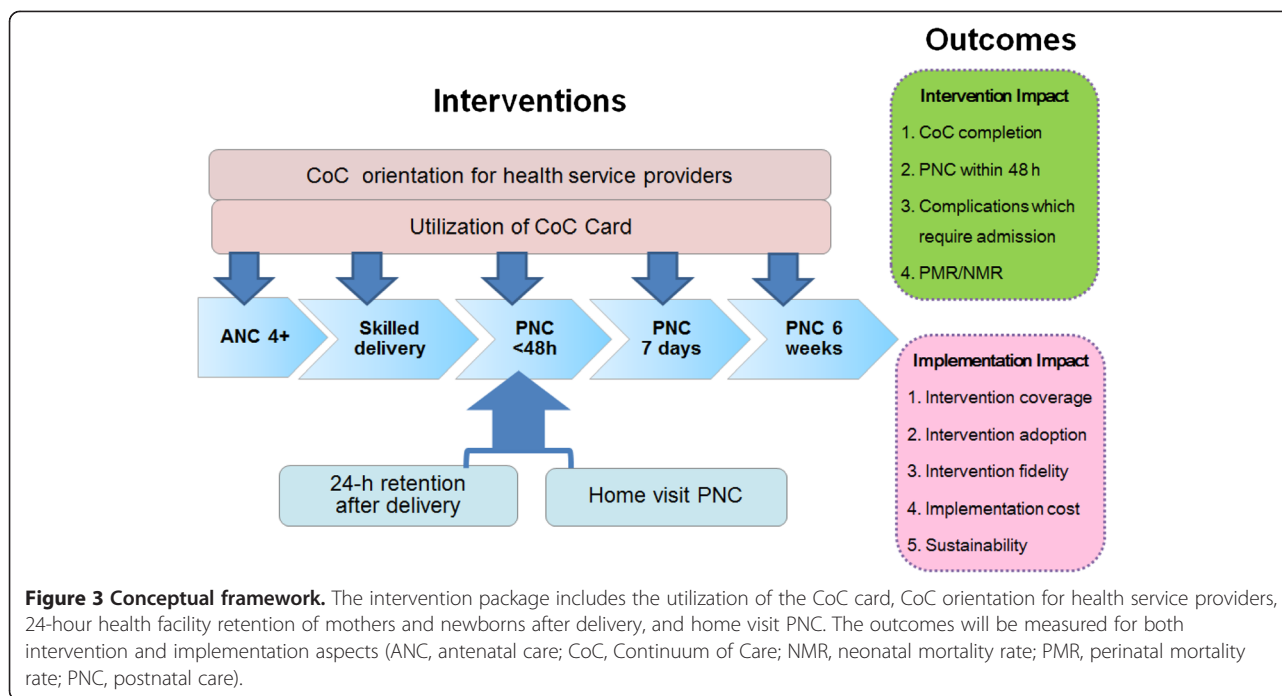 Outcomes
Interventions
CoC orientation for health service providers
Utilization of CoC Card
ANC 4+
Skilled
delivery
PNC
<48h
PNC
7 days
PNC 6
weeks
24-h retention
after delivery
Home visit PNC
Intervention Impact
1. CoC completion
2. PNC within 48 h
3. Complications which
require admission
4. PMR/NMR
Implementation Impact
1. Intervention coverage
2. Intervention adoption
3. Intervention fidelity
4. Implementation cost
5. Sustainability
Figure 3 Conceptual framework. The intervention package includes the utilization of the CoC card, CoC orientation for health service providers,
24-hour health facility retention of mothers and newborns after delivery, and home visit PNC. The outcomes will be measured for both
intervention and implementation aspects (ANC, antenatal care; CoC, Continuum of Care; NMR, neonatal mortality rate; PMR, perinatal mortality
rate; PNC, postnatal care).